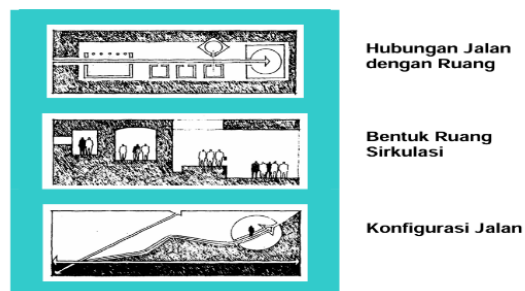 Hubungan Jalan
dengan Ruang
Bentuk Ruang
Sirkulasi
Konfigurasi Jalan